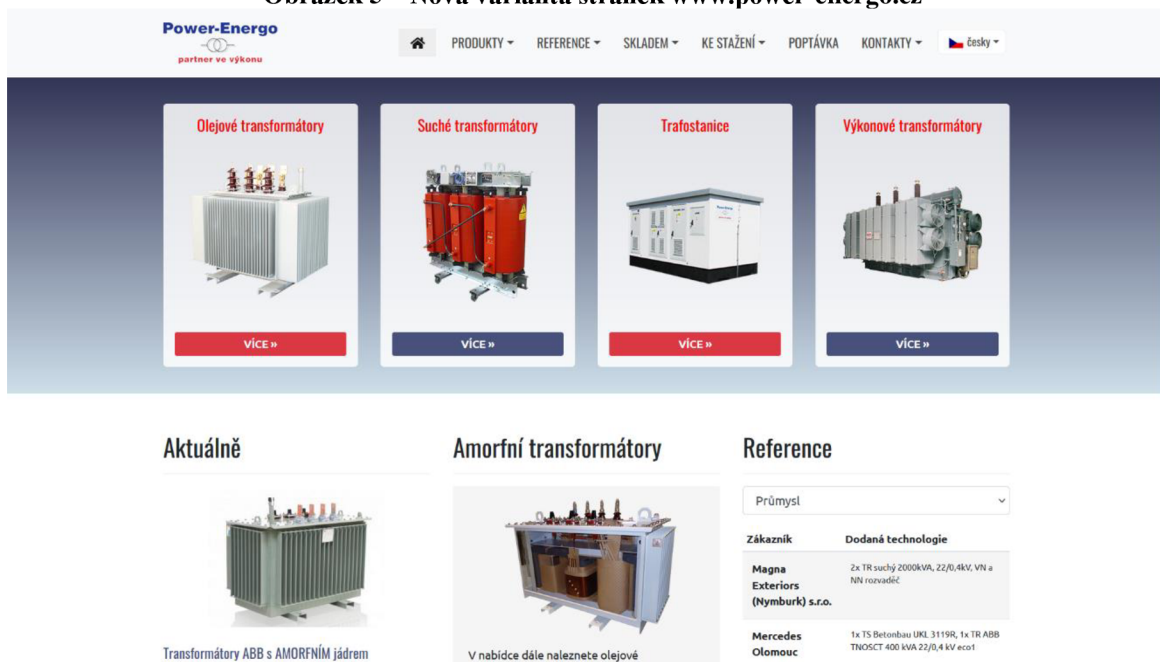 Obrázek 5 – Nová varianta stránek www.power-energo.cz
Power-Energo
partner ve výkonu
PRODUKTY
REFERENCE
SKLADEM
KE STAŽENÍ
POPTÁVKA
KONTAKTY
česky
Olejové transformátory
Suché transformátory
Trafostanice
Výkonové transformátory
VÍCE »
VÍCE »
VÍCE »
VÍCE »
Aktuálně
Transformátory ABB s AMORFNÍM jádrem
Amorfní transformátory
V nabídce dále naleznete olejové
Reference
Průmysl
Zákazník Dodaná technologie
Magna 2x TR suchý 2000kVA, 22/0,4kV, VN a
Exteriors NN rozvaděč
(Nymburk) s.r.o.
Mercedes 1x TS Betonbau UKL 3119R, 1x TR ABB
Olomouc TNOSCT 400 kVA 22/0,4 kV eco1